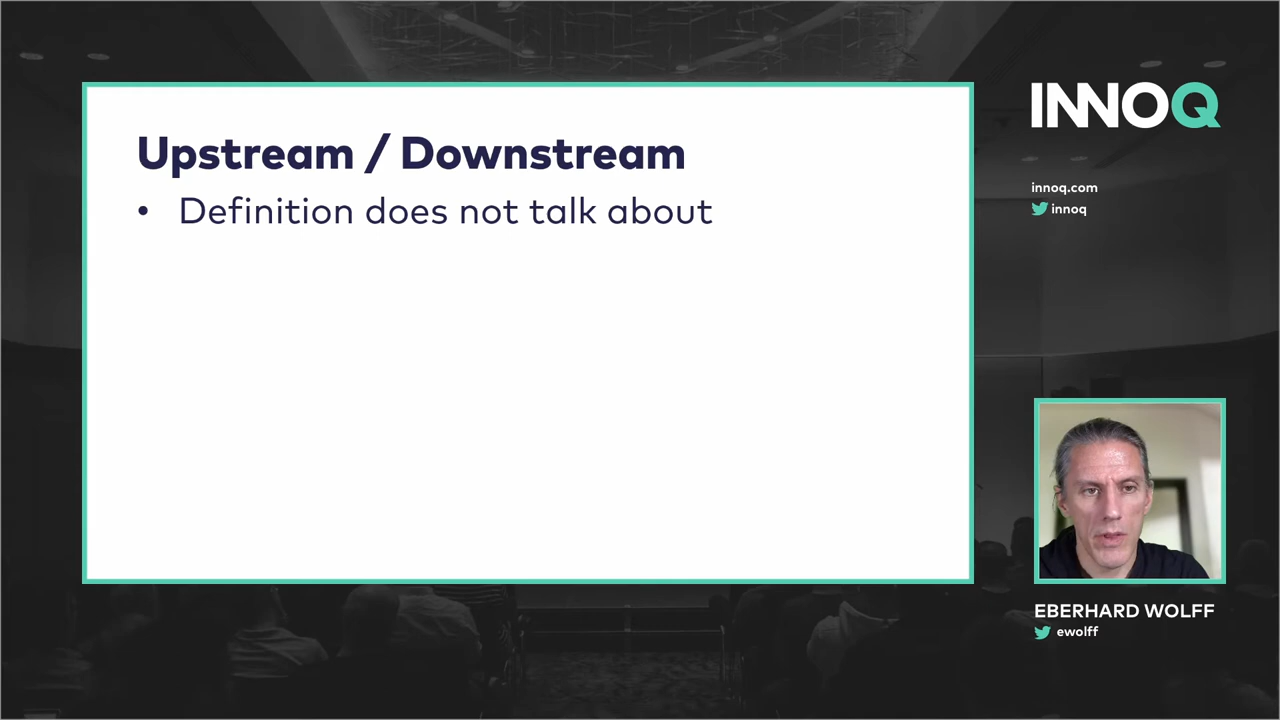 Upstream / Downstream
• Definition does not talk about
INNOQ
innoq.com
innoq
EBERHARD WOLFF
ewolff